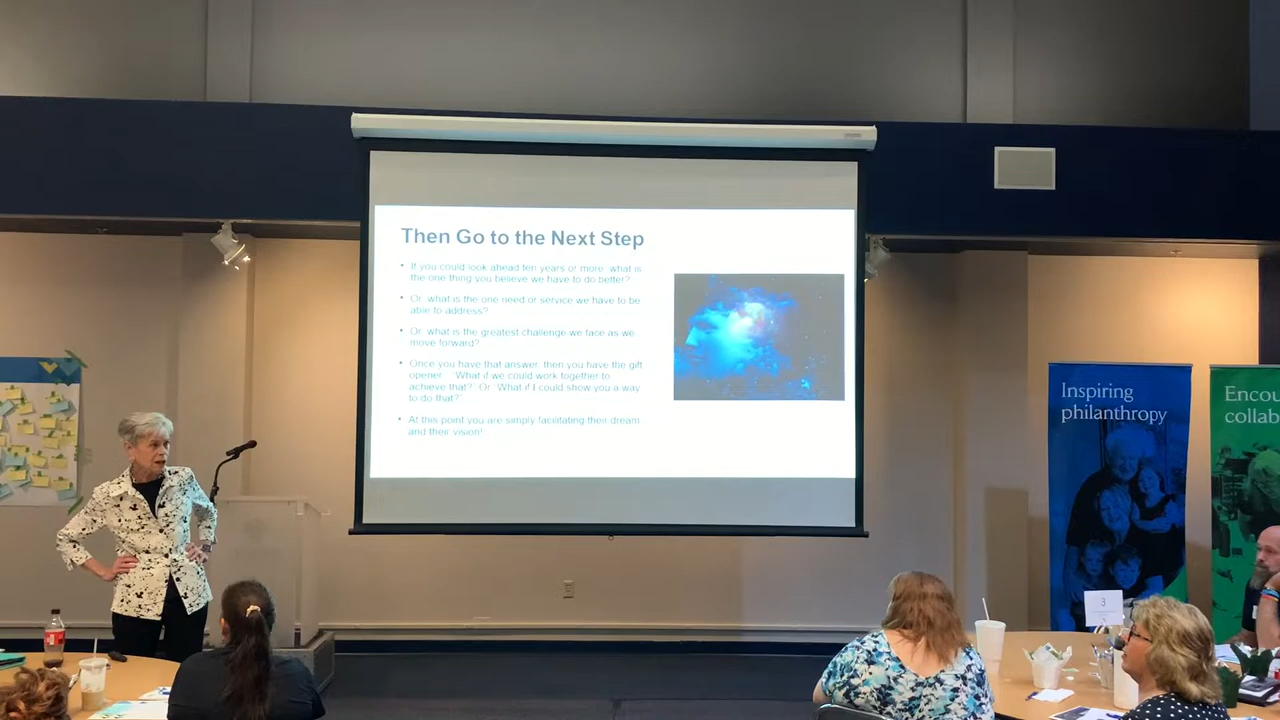 Then Go to the Next Step
• If you could look ahead ten years or more, what is
the one thing you believe we have to do better?
• Or, what is the one need or service we have to be
able to address?
• Or, what is the greatest challenge we face as we
move forward?
• Once you have that answer, then you have the gift
opener. "What if we could work together to
achieve that?" Or "What if I could show you a way
to do that?"
• At this point you are simply facilitating their dream
and their vision!
Inspiring
philanthropy
Encou
collab
3